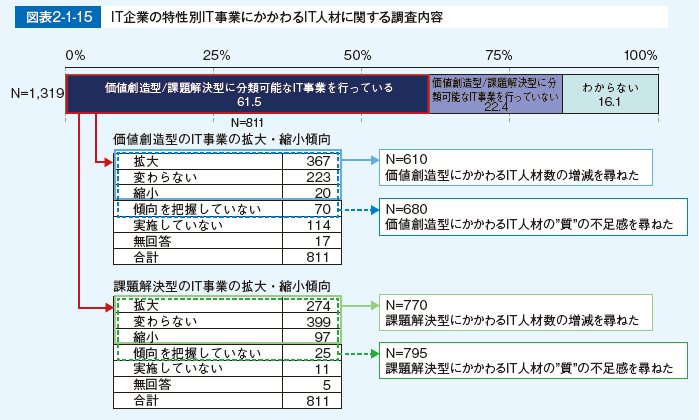 図表2-1-15 IT企業の特性別IT事業にかかわるIT人材に関する調査内容
0% 25% 50% 75% 100%
N=1,319
価値創造型/課題解決型に分類可能なIT事業を行っている
61.5
価値創造型/課題解決型に分
類可能なIT事業を行っていない
22.4
わからない
16.1
N=811
価値創造型のIT事業の拡大・縮小傾向
拡大 367
変わらない 223
縮小 20
傾向を把握していない 70
実施していない 114
無回答 17
合計 811
N=610
価値創造型にかかわるIT人材数の増減を尋ねた
N=680
価値創造型にかかわるIT人材の"質"の不足感を尋ねた
課題解決型のIT事業の拡大・縮小傾向
拡大 274
変わらない 399
縮小 97
傾向を把握していない 25
実施していない 11
無回答 5
合計 811
N=770
課題解決型にかかわるIT人材数の増減を尋ねた
N=795
課題解決型にかかわるIT人材の"質"の不足感を尋ねた